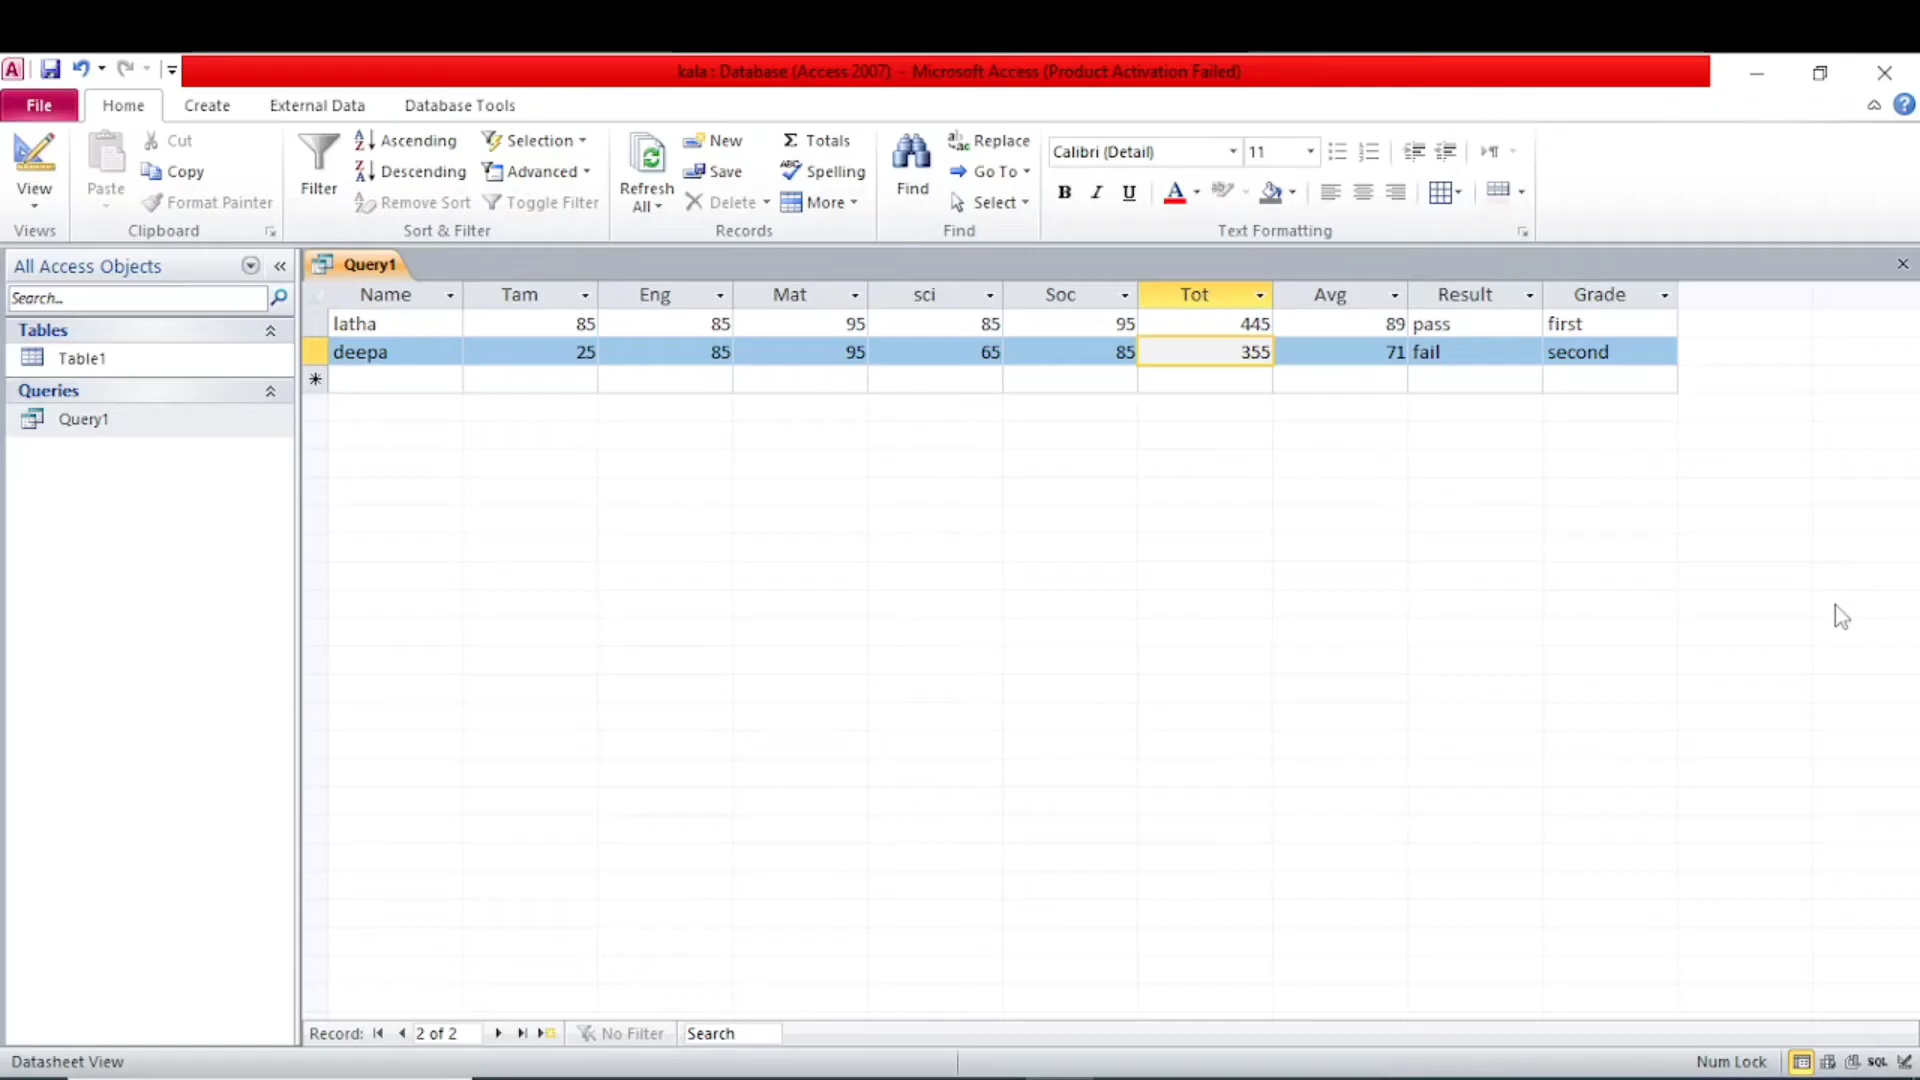 kala : Database (Access 2007) - Microsoft Access (Product Activation Failed)
File Home Create External Data Database Tools
View
Views
Paste
Cut
Copy
Format Painter
Clipboard
Filter
Ascending
Descending
Remove Sort
Selection
Advanced
Toggle Filter
Sort & Filter
Refresh
All
New
Save
Delete
Totals
Spelling
More
Records
Find
Replace
Go To
Select
Find
Calibri (Detail) 11
B I U
Text Formatting
All Access Objects
Search...
Tables
Table1
Queries
Query1
Query1
Name Tam Eng Mat sci Soc Tot Avg Result Grade
latha 85 85 95 85 95 445 89 pass first
deepa 25 85 95 65 85 355 71 fail second
Record: 2 of 2 No Filter Search
Datasheet View Num Lock SQL